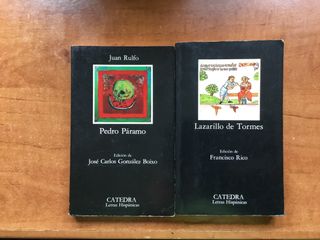 Juan Rulfo
Pedro Páramo
Edición de
José Carlos González Boixo
CATEDRA
Letras Hispánicas
Lazarillo de Tormes
Edición de
Francisco Rico
CATEDRA
Letras Hispánicas